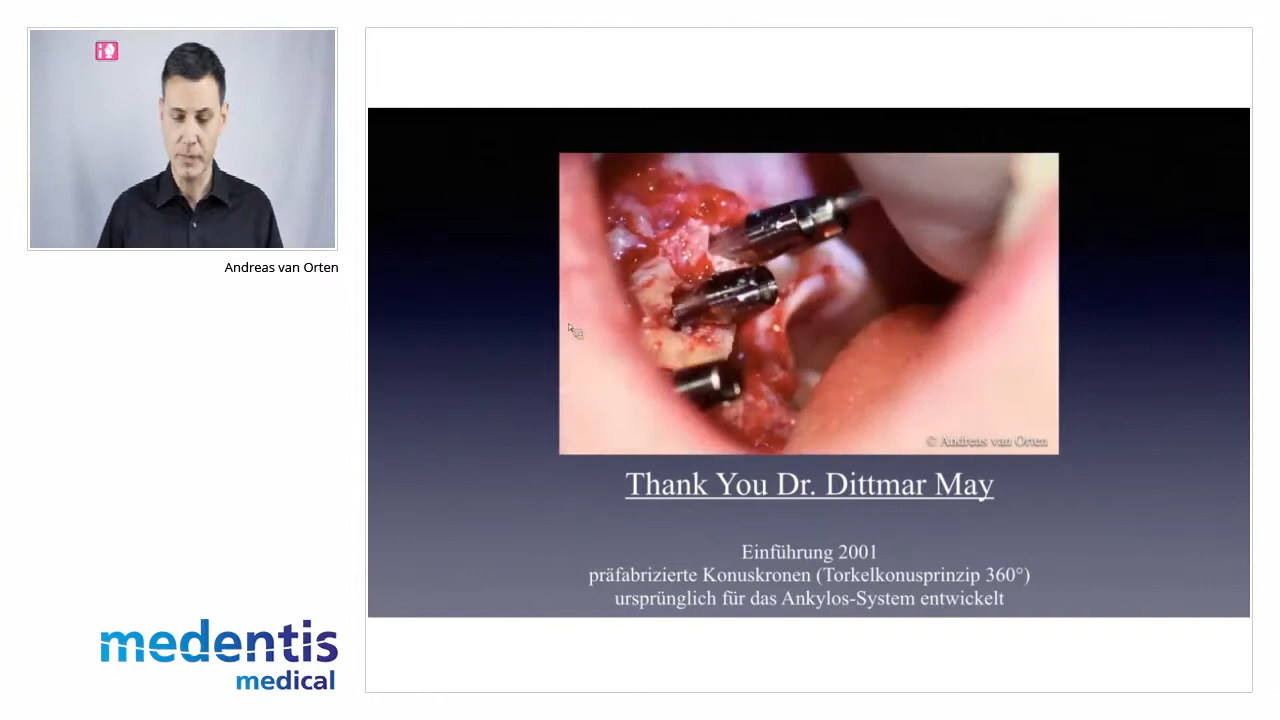 Andreas van Orten
© Andreas van Orten
Thank You Dr. Dittmar May
Einführung 2001
präfabrizierte Konuskronen (Torkelkonusprinzip 360°)
ursprünglich für das Ankylos-System entwickelt
medentis
medical